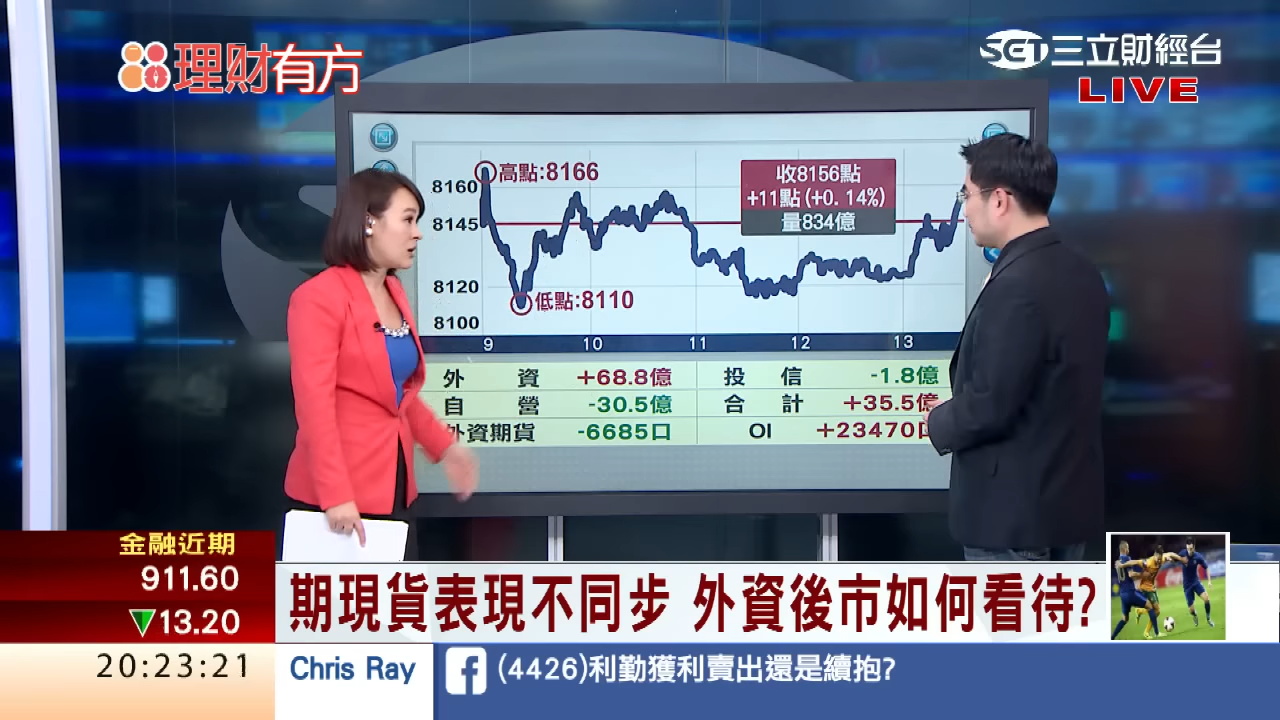 理財有方
SET三立財經台
LIVE
高點:8166
8160
8145
8120
8100
低點:8110
收8156點
+11點(+0.14%)
量834億
9 10 11 12 13
外資 +68.8億 投信 -1.8億
自營 -30.5億 合計 +35.5億
外資期貨 -6685口 OI +23470口
金融近期
911.60
▼13.20
期現貨表現不同步 外資後市如何看待?
20:23:21
Chris Ray
(4426)利勤獲利賣出還是續抱?